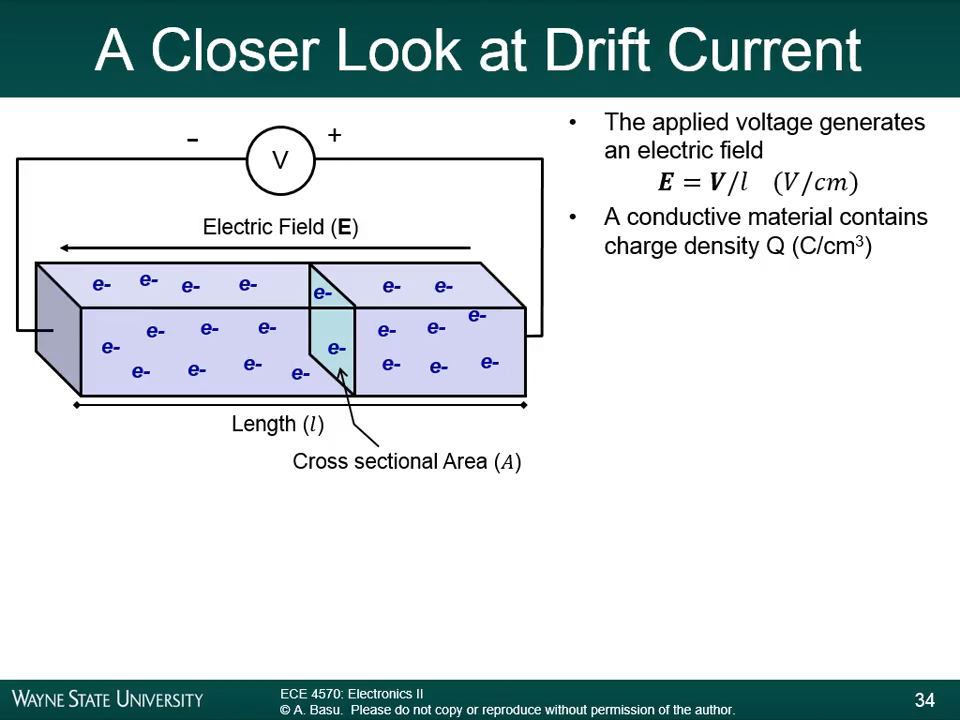 A Closer Look at Drift Current
- V +
Electric Field (E)
e- e- e- e- e- e- e-
e- e- e- e- e- e- e-
e- e- e- e- e- e- e- e- e-
Length (l)
Cross sectional Area (A)
• The applied voltage generates
an electric field
E = V/l (V/cm)
• A conductive material contains
charge density Q (C/cm³)
WAYNE STATE UNIVERSITY
ECE 4570: Electronics II
© A. Basu. Please do not copy or reproduce without permission of the author.
34